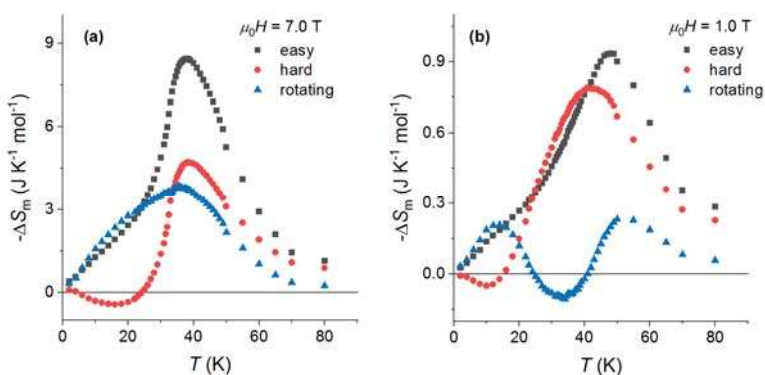 (a)
μ₀H = 7.0 T
easy
hard
rotating
-ΔSₘ (J K⁻¹ mol⁻¹)
9
6
3
0
0 20 40 60 80
T (K)
(b)
μ₀H = 1.0 T
easy
hard
rotating
-ΔSₘ (J K⁻¹ mol⁻¹)
0.9
0.6
0.3
0.0
0 20 40 60 80
T (K)